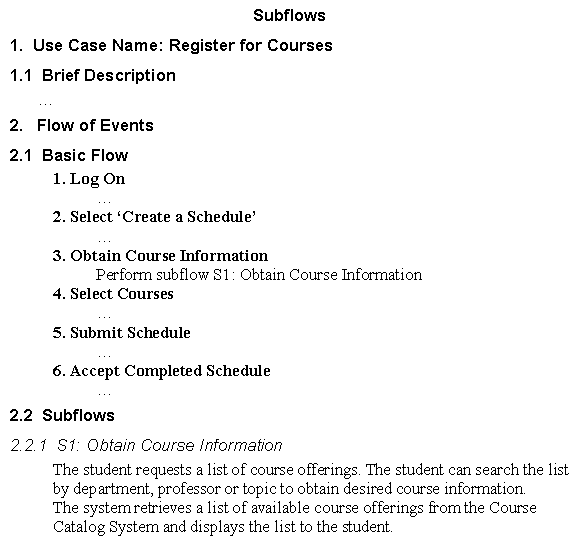 Subflows
1. Use Case Name: Register for Courses
1.1 Brief Description
…
2. Flow of Events
2.1 Basic Flow
1. Log On
…
2. Select ‘Create a Schedule’
…
3. Obtain Course Information
Perform subflow S1: Obtain Course Information
4. Select Courses
…
5. Submit Schedule
…
6. Accept Completed Schedule
…
2.2 Subflows
2.2.1 S1: Obtain Course Information
The student requests a list of course offerings. The student can search the list
by department, professor or topic to obtain desired course information.
The system retrieves a list of available course offerings from the Course
Catalog System and displays the list to the student.